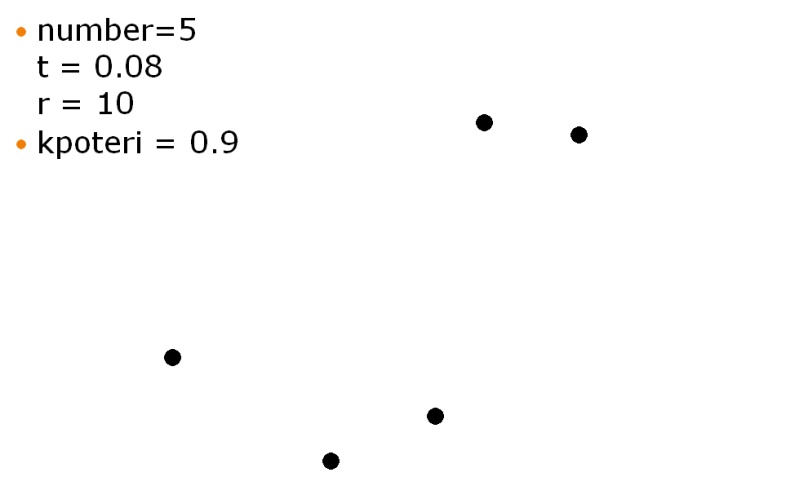 number=5
t = 0.08
r = 10
kpoteri = 0.9